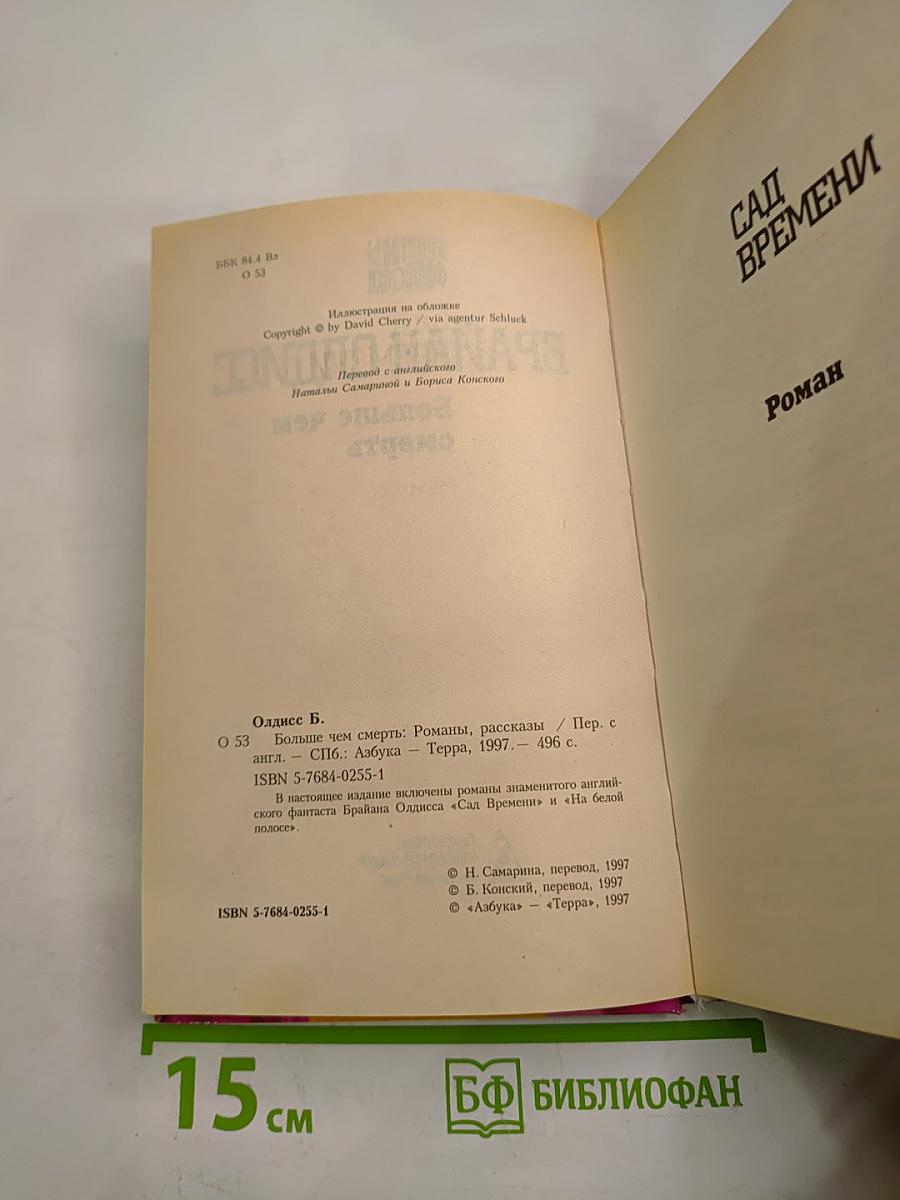 ББК 84.4 Вл
О 53
Иллюстрация на обложке
Copyright © by David Cherry / via agentur Schluck
Перевод с английского
Натальи Самариной и Бориса Конского
Олдисс Б.
О 53 Больше чем смерть: Романы, рассказы / Пер. с
англ. — СПб.: Азбука — Терра, 1997. — 496 с.
ISBN 5-7684-0255-1
В настоящее издание включены романы знаменитого англий-
ского фантаста Брайана Олдисса «Сад Времени» и «На белой
полосе».
© Н. Самарина, перевод, 1997
© Б. Конский, перевод, 1997
ISBN 5-7684-0255-1 © «Азбука» — «Терра», 1997
САД
ВРЕМЕНИ
Роман
15 см
БФ БИБЛИОФАН